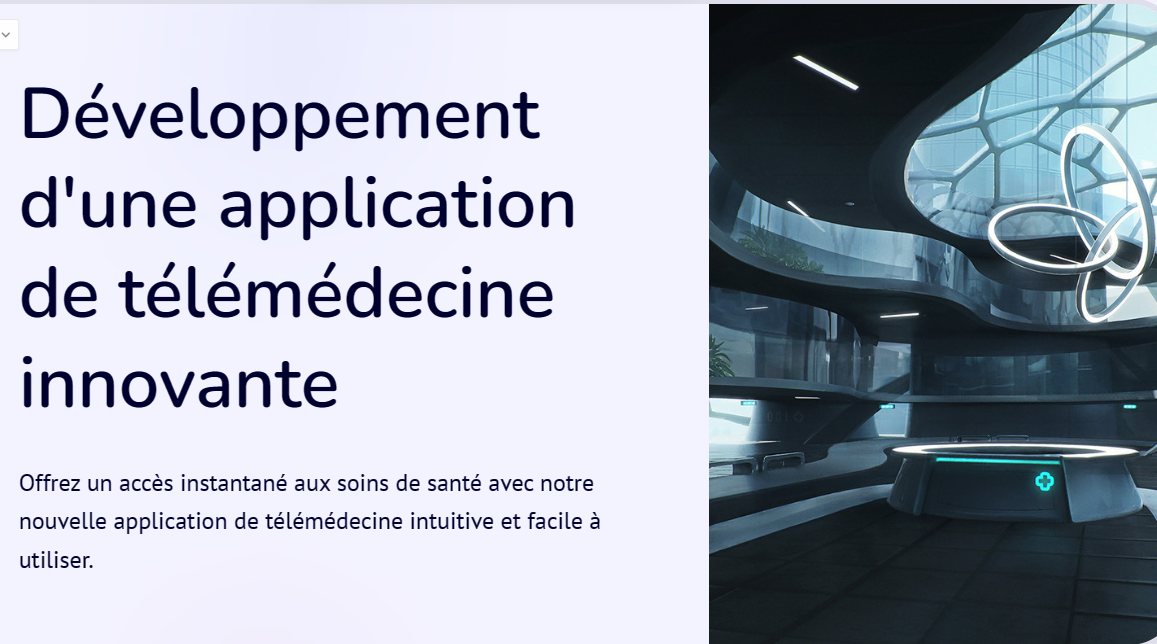 Développement
d'une application
de télémédecine
innovante
Offrez un accès instantané aux soins de santé avec notre
nouvelle application de télémédecine intuitive et facile à
utiliser.